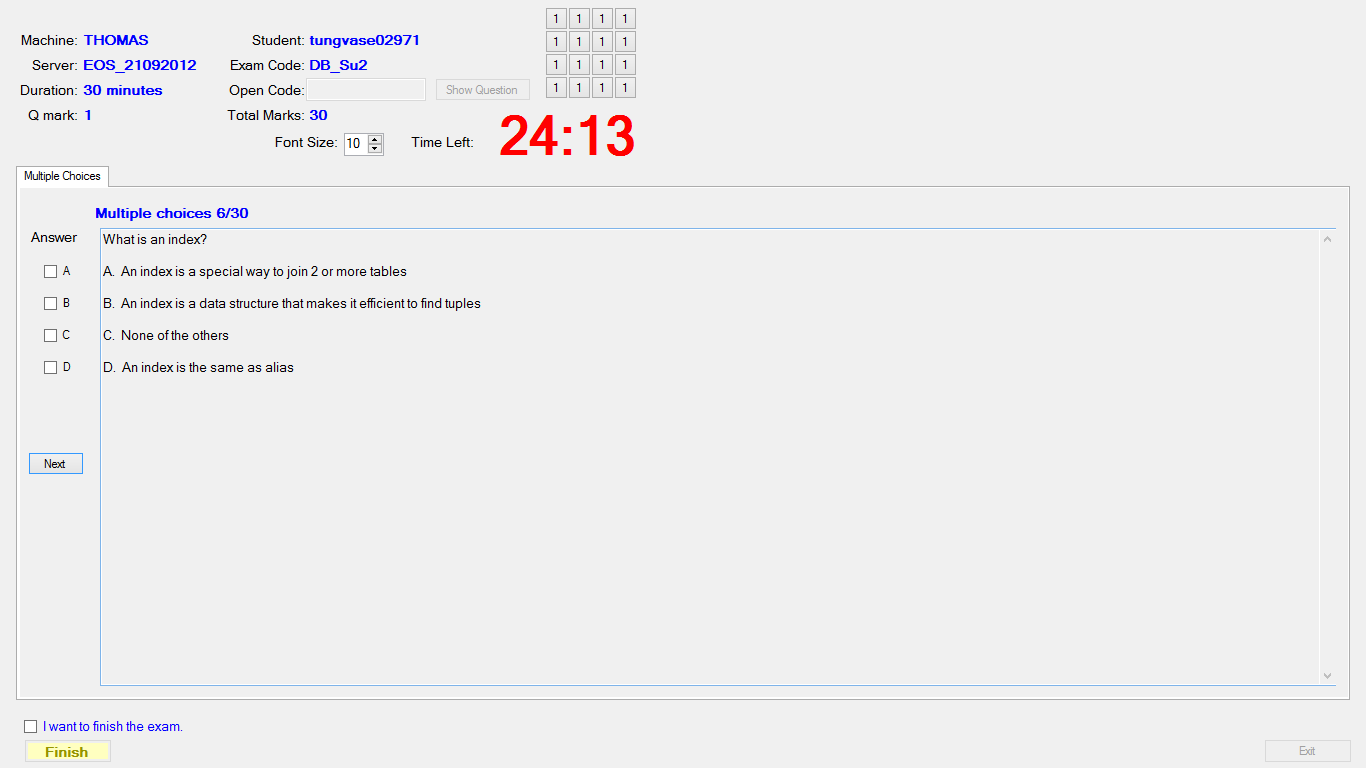 Machine: THOMAS Student: tungvase02971 1 1 1 1
Server: EOS_21092012 Exam Code: DB_Su2 1 1 1 1
Duration: 30 minutes Open Code: Show Question 1 1 1 1
Q mark: 1 Total Marks: 30 1 1 1 1
Font Size: 10 Time Left: 24:13
Multiple Choices
Multiple choices 6/30
Answer What is an index?
A A. An index is a special way to join 2 or more tables
B B. An index is a data structure that makes it efficient to find tuples
C C. None of the others
D D. An index is the same as alias
Next
I want to finish the exam.
Finish Exit